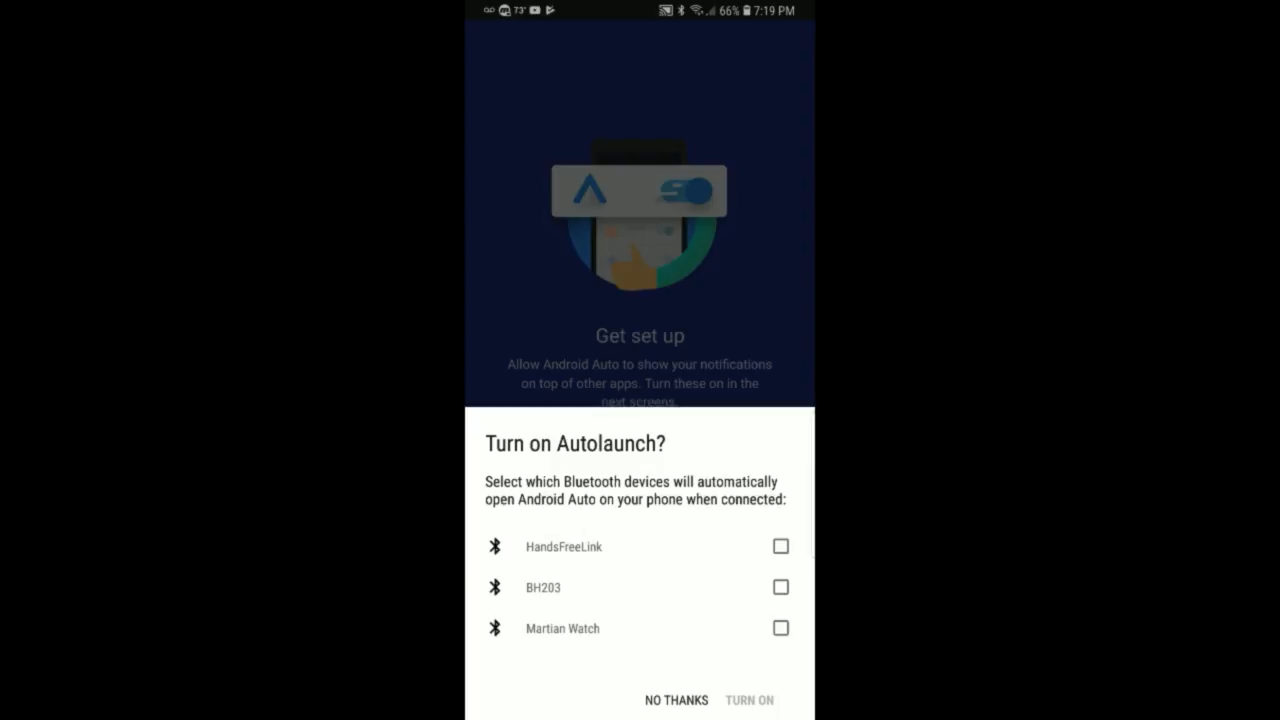 73° 66% 7:19 PM
Get set up
Allow Android Auto to show your notifications
on top of other apps. Turn these on in the
next screens.
Turn on Autolaunch?
Select which Bluetooth devices will automatically
open Android Auto on your phone when connected:
HandsFreeLink
BH203
Martian Watch
NO THANKS TURN ON